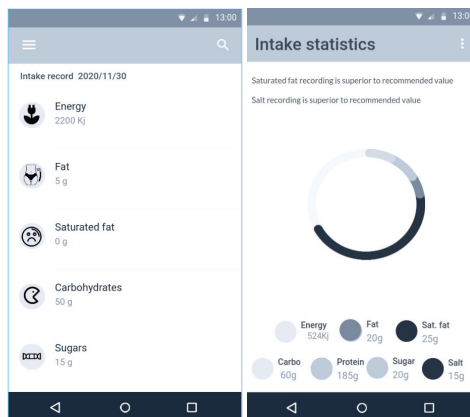 13:00
Intake record 2020/11/30
Energy
2200 Kj
Fat
5 g
Saturated fat
0 g
Carbohydrates
50 g
Sugars
15 g
13:0
Intake statistics
Saturated fat recording is superior to recommended value
Salt recording is superior to recommended value
Energy
524Kj
Fat
20g
Sat. fat
25g
Carbo
60g
Protein
185g
Sugar
20g
Salt
15g